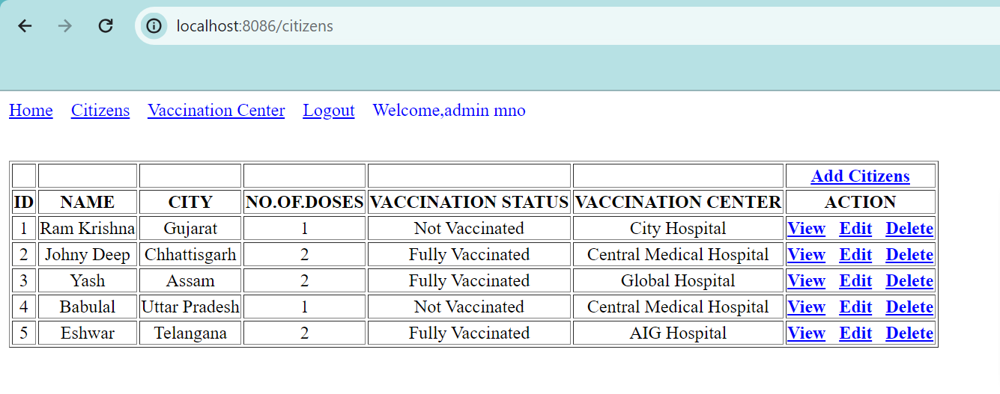 localhost:8086/citizens
Home Citizens Vaccination Center Logout Welcome,admin mno
Add Citizens
ID NAME CITY NO.OF.DOSES VACCINATION STATUS VACCINATION CENTER ACTION
1 Ram Krishna Gujarat 1 Not Vaccinated City Hospital View Edit Delete
2 Johny Deep Chhattisgarh 2 Fully Vaccinated Central Medical Hospital View Edit Delete
3 Yash Assam 2 Fully Vaccinated Global Hospital View Edit Delete
4 Babulal Uttar Pradesh 1 Not Vaccinated Central Medical Hospital View Edit Delete
5 Eshwar Telangana 2 Fully Vaccinated AIG Hospital View Edit Delete